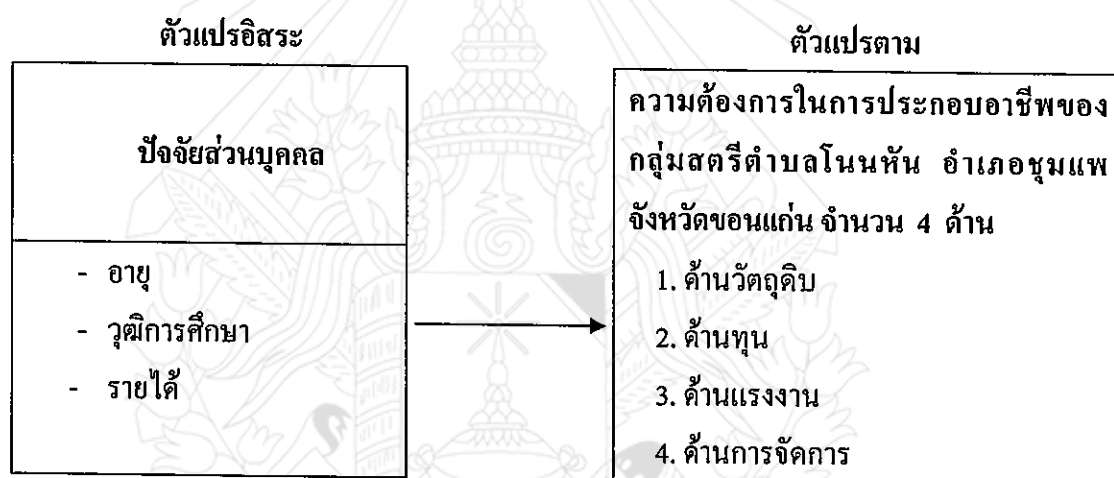 ตัวแปรอิสระ
ปัจจัยส่วนบุคคล
- อายุ
- วุฒิการศึกษา
- รายได้
ตัวแปรตาม
ความต้องการในการประกอบอาชีพของ
กลุ่มสตรีตำบลโนนหัน อำเภอชุมแพ
จังหวัดขอนแก่น จำนวน 4 ด้าน
1. ด้านวัตถุดิบ
2. ด้านทุน
3. ด้านแรงงาน
4. ด้านการจัดการ